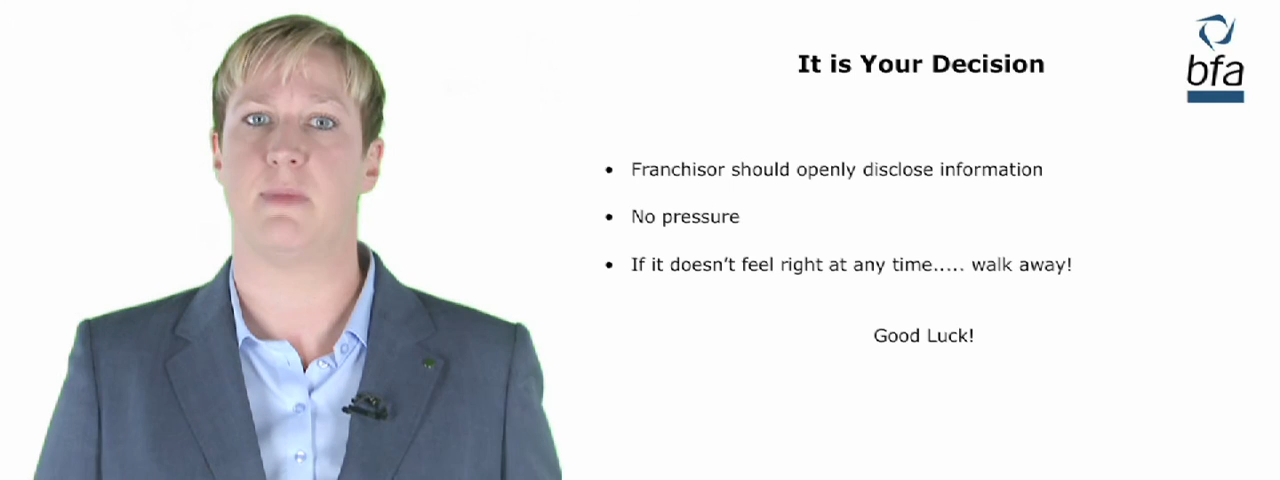 It is Your Decision
bfa
• Franchisor should openly disclose information
• No pressure
• If it doesn’t feel right at any time..... walk away!
Good Luck!